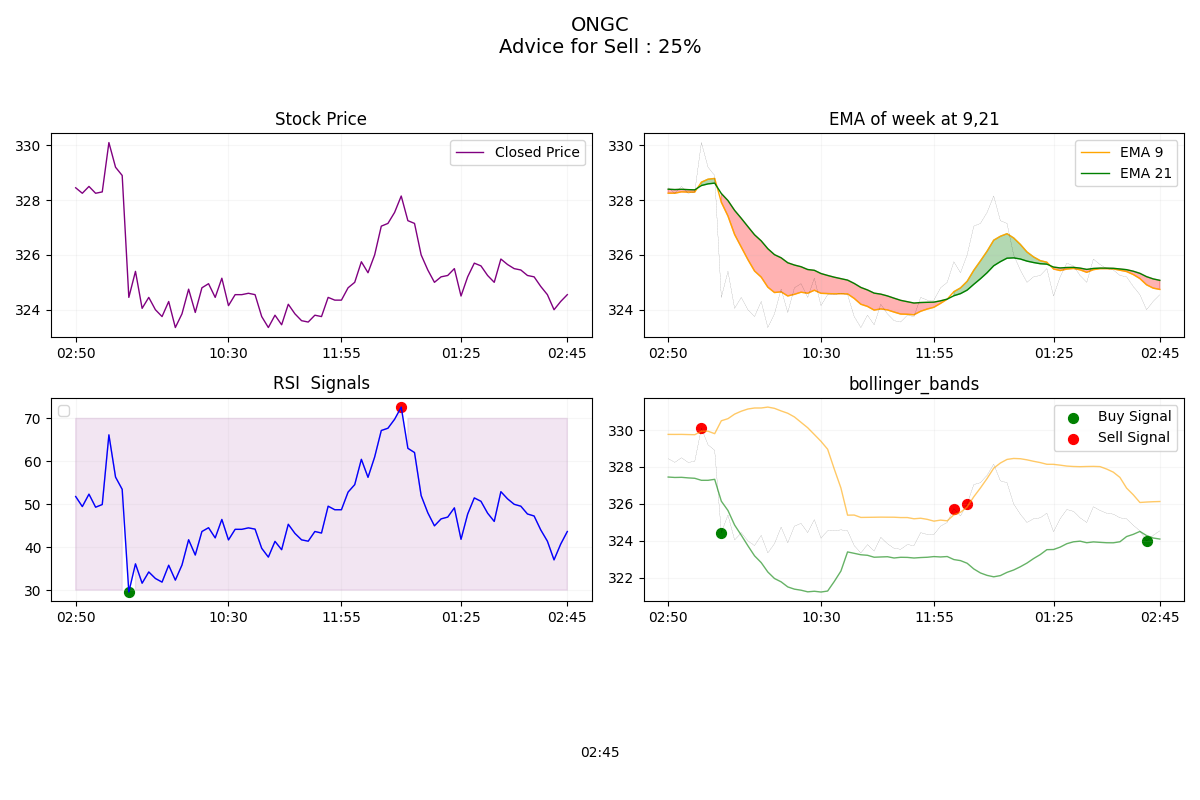 ONGC
Advice for Sell : 25%
Stock Price
330
328
326
324
Closed Price
02:50 10:30 11:55 01:25 02:45
EMA of week at 9,21
330
328
326
324
EMA 9
EMA 21
02:50 10:30 11:55 01:25 02:45
RSI  Signals
70
60
50
40
30
02:50 10:30 11:55 01:25 02:45
bollinger_bands
330
328
326
324
322
Buy Signal
Sell Signal
02:50 10:30 11:55 01:25 02:45
02:45